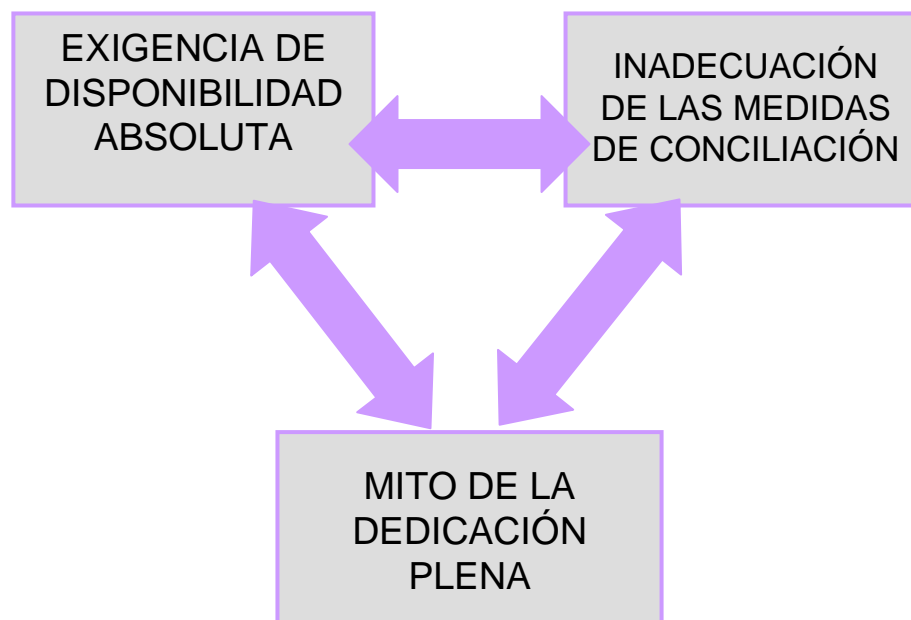 EXIGENCIA DE
DISPONIBILIDAD
ABSOLUTA
INADECUACIÓN
DE LAS MEDIDAS
DE CONCILIACIÓN
MITO DE LA
DEDICACIÓN
PLENA